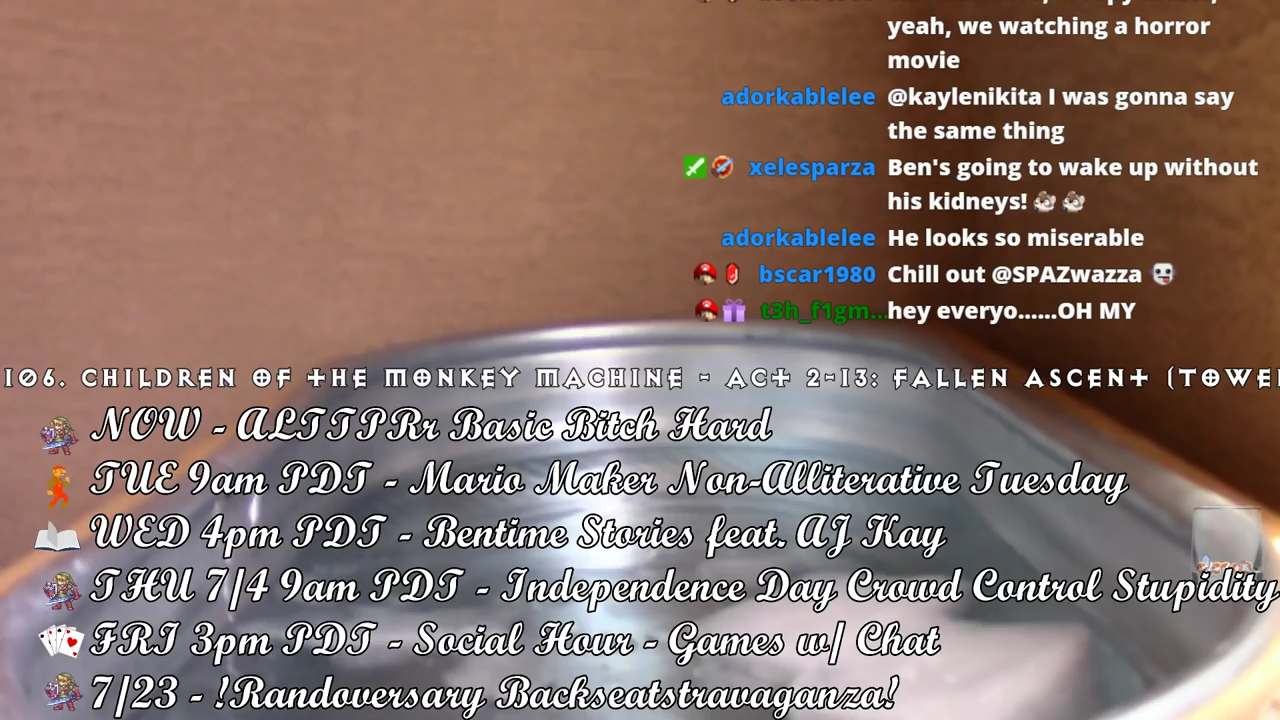 yeah, we watching a horror
movie
adorkablelee @kaylenikita I was gonna say
the same thing
xelesparza Ben's going to wake up without
his kidneys!
adorkablelee He looks so miserable
bscar1980 Chill out @SPAZwazza
t3h_f1gm... hey everyo......OH MY
106. CHILDREN OF THE MONKEY MACHINE - ACT 2-13: FALLEN ASCENT (TOWE
NOW - ALTTPRr Basic Bitch Hard
TUE 9am PDT - Mario Maker Non-Alliterative Tuesday
WED 4pm PDT - Bentime Stories feat. AJ Kay
THU 7/4 9am PDT - Independence Day Crowd Control Stupidity
FRI 3pm PDT - Social Hour - Games w/ Chat
7/23 - !Randoversary Backseatstravaganza!